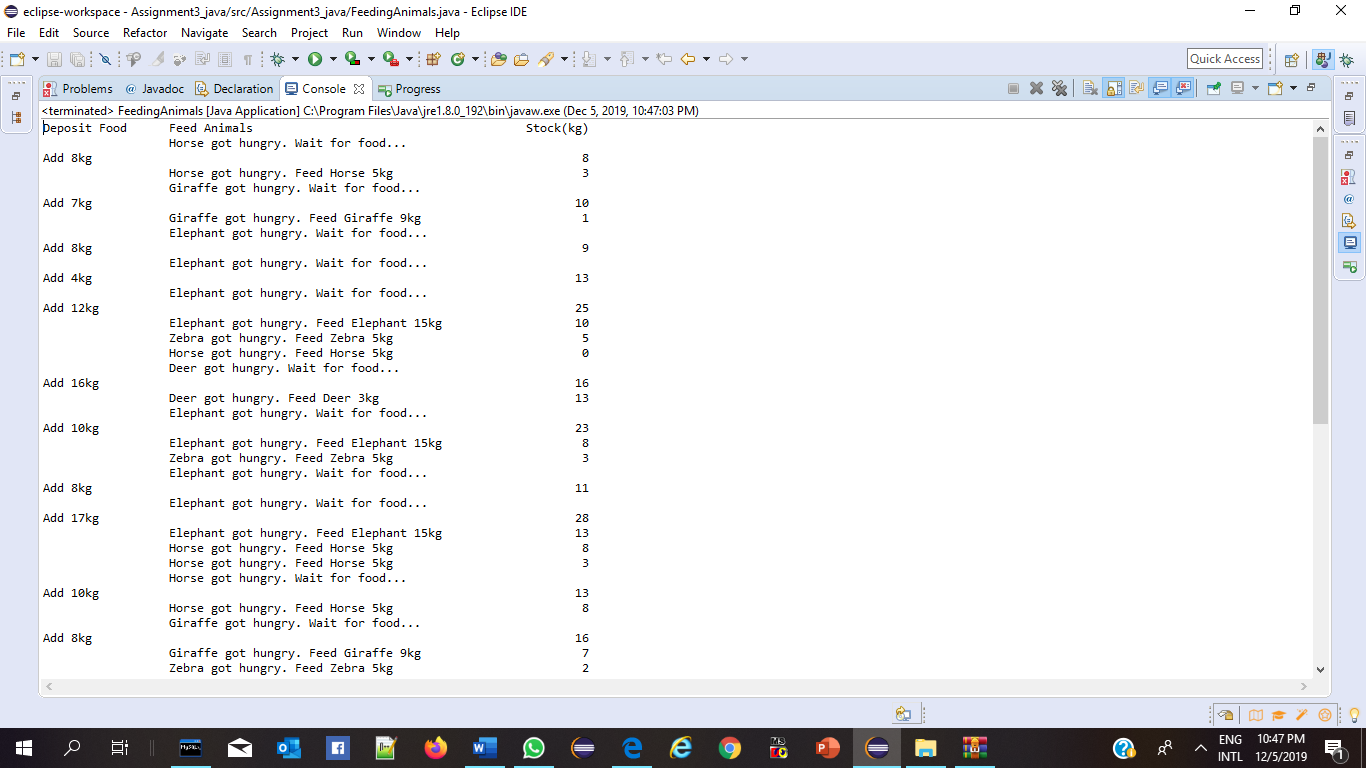 eclipse-workspace - Assignment3_java/src/Assignment3_java/FeedingAnimals.java - Eclipse IDE
File Edit Source Refactor Navigate Search Project Run Window Help
Quick Access
Problems @ Javadoc Declaration Console Progress
<terminated> FeedingAnimals [Java Application] C:\Program Files\Java\jre1.8.0_192\bin\javaw.exe (Dec 5, 2019, 10:47:03 PM)
Deposit Food Feed Animals Stock(kg)
Horse got hungry. Wait for food...
Add 8kg 8
Horse got hungry. Feed Horse 5kg 3
Giraffe got hungry. Wait for food...
Add 7kg 10
Giraffe got hungry. Feed Giraffe 9kg 1
Elephant got hungry. Wait for food...
Add 8kg 9
Elephant got hungry. Wait for food...
Add 4kg 13
Elephant got hungry. Wait for food...
Add 12kg 25
Elephant got hungry. Feed Elephant 15kg 10
Zebra got hungry. Feed Zebra 5kg 5
Horse got hungry. Feed Horse 5kg 0
Deer got hungry. Wait for food...
Add 16kg 16
Deer got hungry. Feed Deer 3kg 13
Elephant got hungry. Wait for food...
Add 10kg 23
Elephant got hungry. Feed Elephant 15kg 8
Zebra got hungry. Feed Zebra 5kg 3
Elephant got hungry. Wait for food...
Add 8kg 11
Elephant got hungry. Wait for food...
Add 17kg 28
Elephant got hungry. Feed Elephant 15kg 13
Horse got hungry. Feed Horse 5kg 8
Horse got hungry. Feed Horse 5kg 3
Horse got hungry. Wait for food...
Add 10kg 13
Horse got hungry. Feed Horse 5kg 8
Giraffe got hungry. Wait for food...
Add 8kg 16
Giraffe got hungry. Feed Giraffe 9kg 7
Zebra got hungry. Feed Zebra 5kg 2
ENG 10:47 PM
INTL 12/5/2019
1